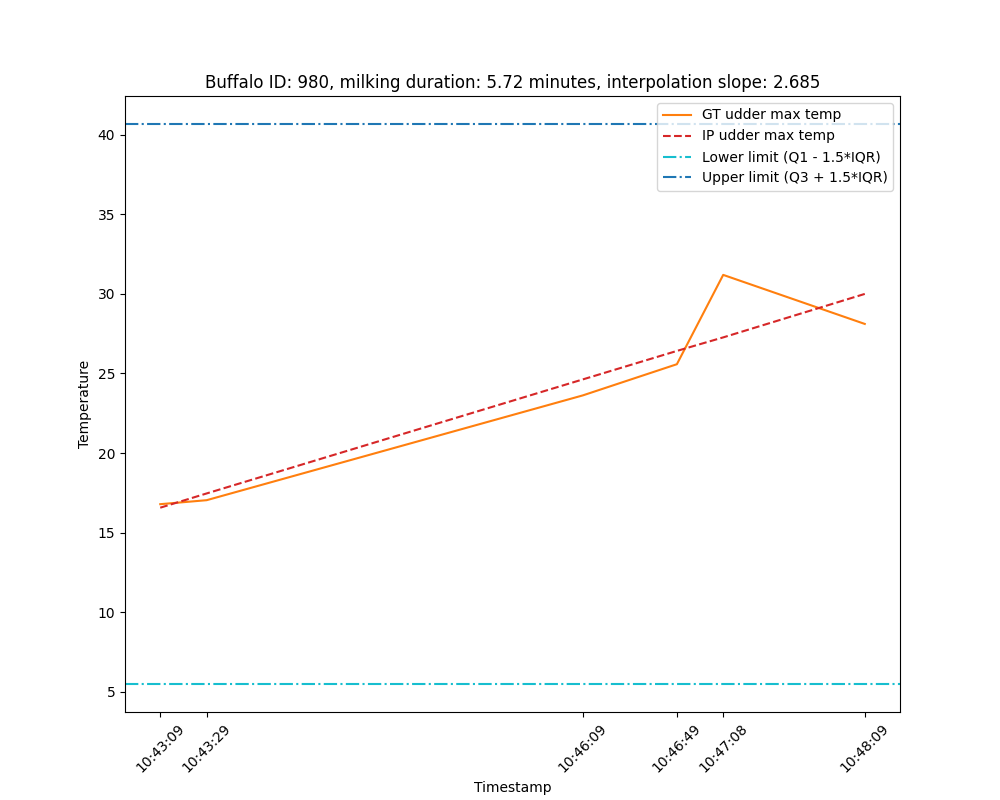 Buffalo ID: 980, milking duration: 5.72 minutes, interpolation slope: 2.685
GT udder max temp
IP udder max temp
Lower limit (Q1 - 1.5*IQR)
Upper limit (Q3 + 1.5*IQR)
40
35
30
25
20
15
10
5
Temperature
10:43:09
10:43:29
10:46:09
10:46:49
10:47:08
10:48:09
Timestamp